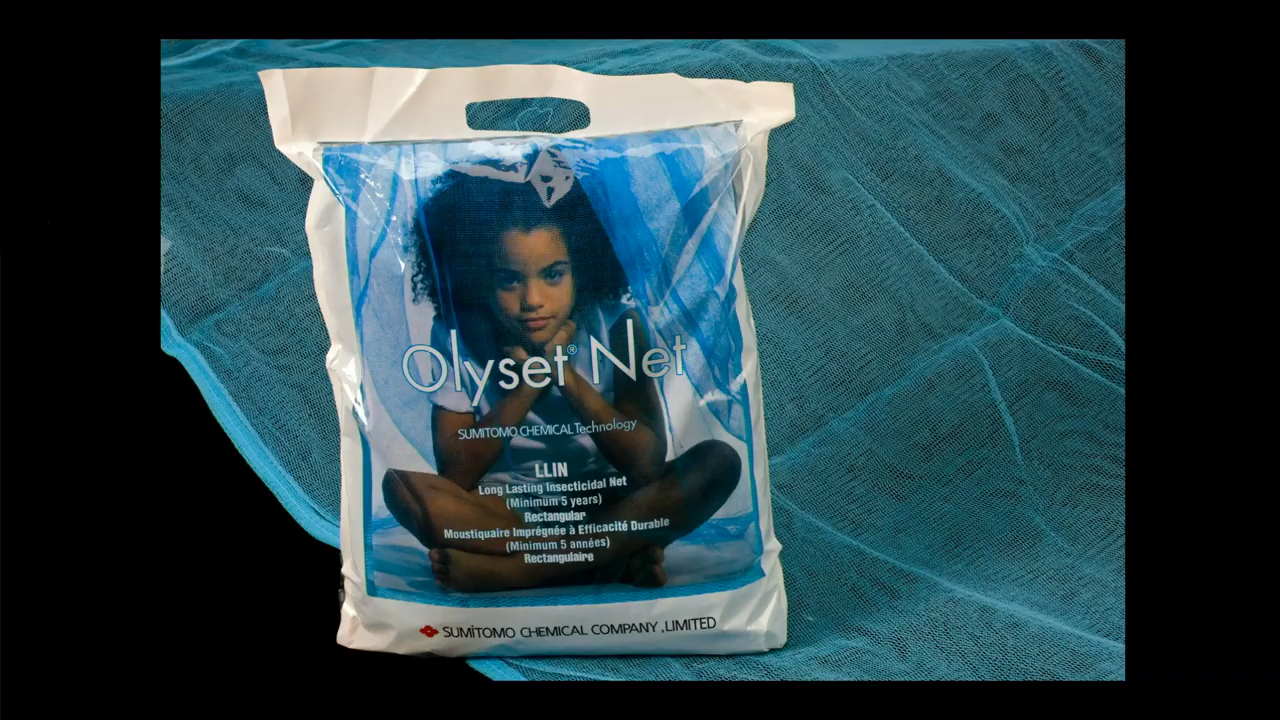 Olyset® Net
SUMITOMO CHEMICAL Technology
LLIN
Long Lasting Insecticidal Net
(Minimum 5 years)
Rectangular
Moustiquaire Imprégnée à Efficacité Durable
(Minimum 5 années)
Rectangulaire
SUMITOMO CHEMICAL COMPANY ,LIMITED